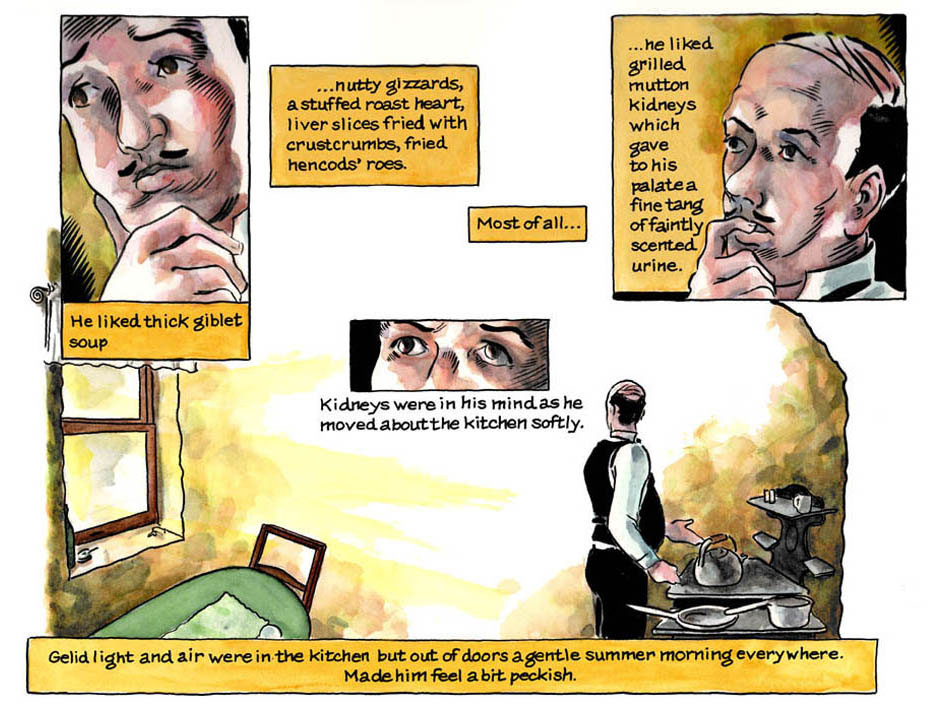 He liked thick giblet
soup
...nutty gizzards,
a stuffed roast heart,
liver slices fried with
crustcrumbs, fried
hencods' roes.
Most of all...
...he liked
grilled
mutton
kidneys
which
gave
to his
palate a
fine tang
of faintly
scented
urine.
Kidneys were in his mind as he
moved about the kitchen softly.
Gelid light and air were in the kitchen but out of doors a gentle summer morning everywhere.
Made him feel a bit peckish.